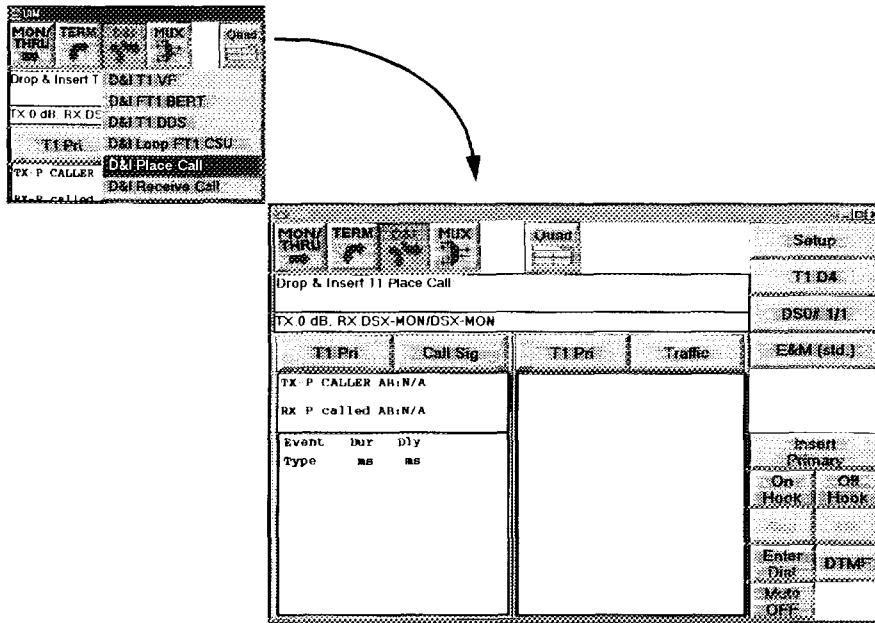 MON/ THRU
TERM
MUX
Quad
Drop & Insert T
D&I T1 VF
D&I FT1 BERT
TX 0 dB, RX DS
D&I T1 DDS
T1 Pri
D&I Loop FT1 CSU
TX-P CALLER
D&I Place Call
RX-P called
D&I Receive Call
MON/ THRU
TERM
D&I
MUX
Quad
Setup
Drop & Insert T1 Place Call
T1 D4
TX 0 dB, RX DSX-MON/DSX-MON
DS0# 1/1
T1 Pri
Call Sig
T1 Pri
Traffic
E&M (std.)
TX-P CALLER AB:N/A
RX P called AB:N/A
Event Dur Dly
Type ms ms
Insert
Primary
On Hook
Off Hook
Enter Dial
DTMF
Mute OFF